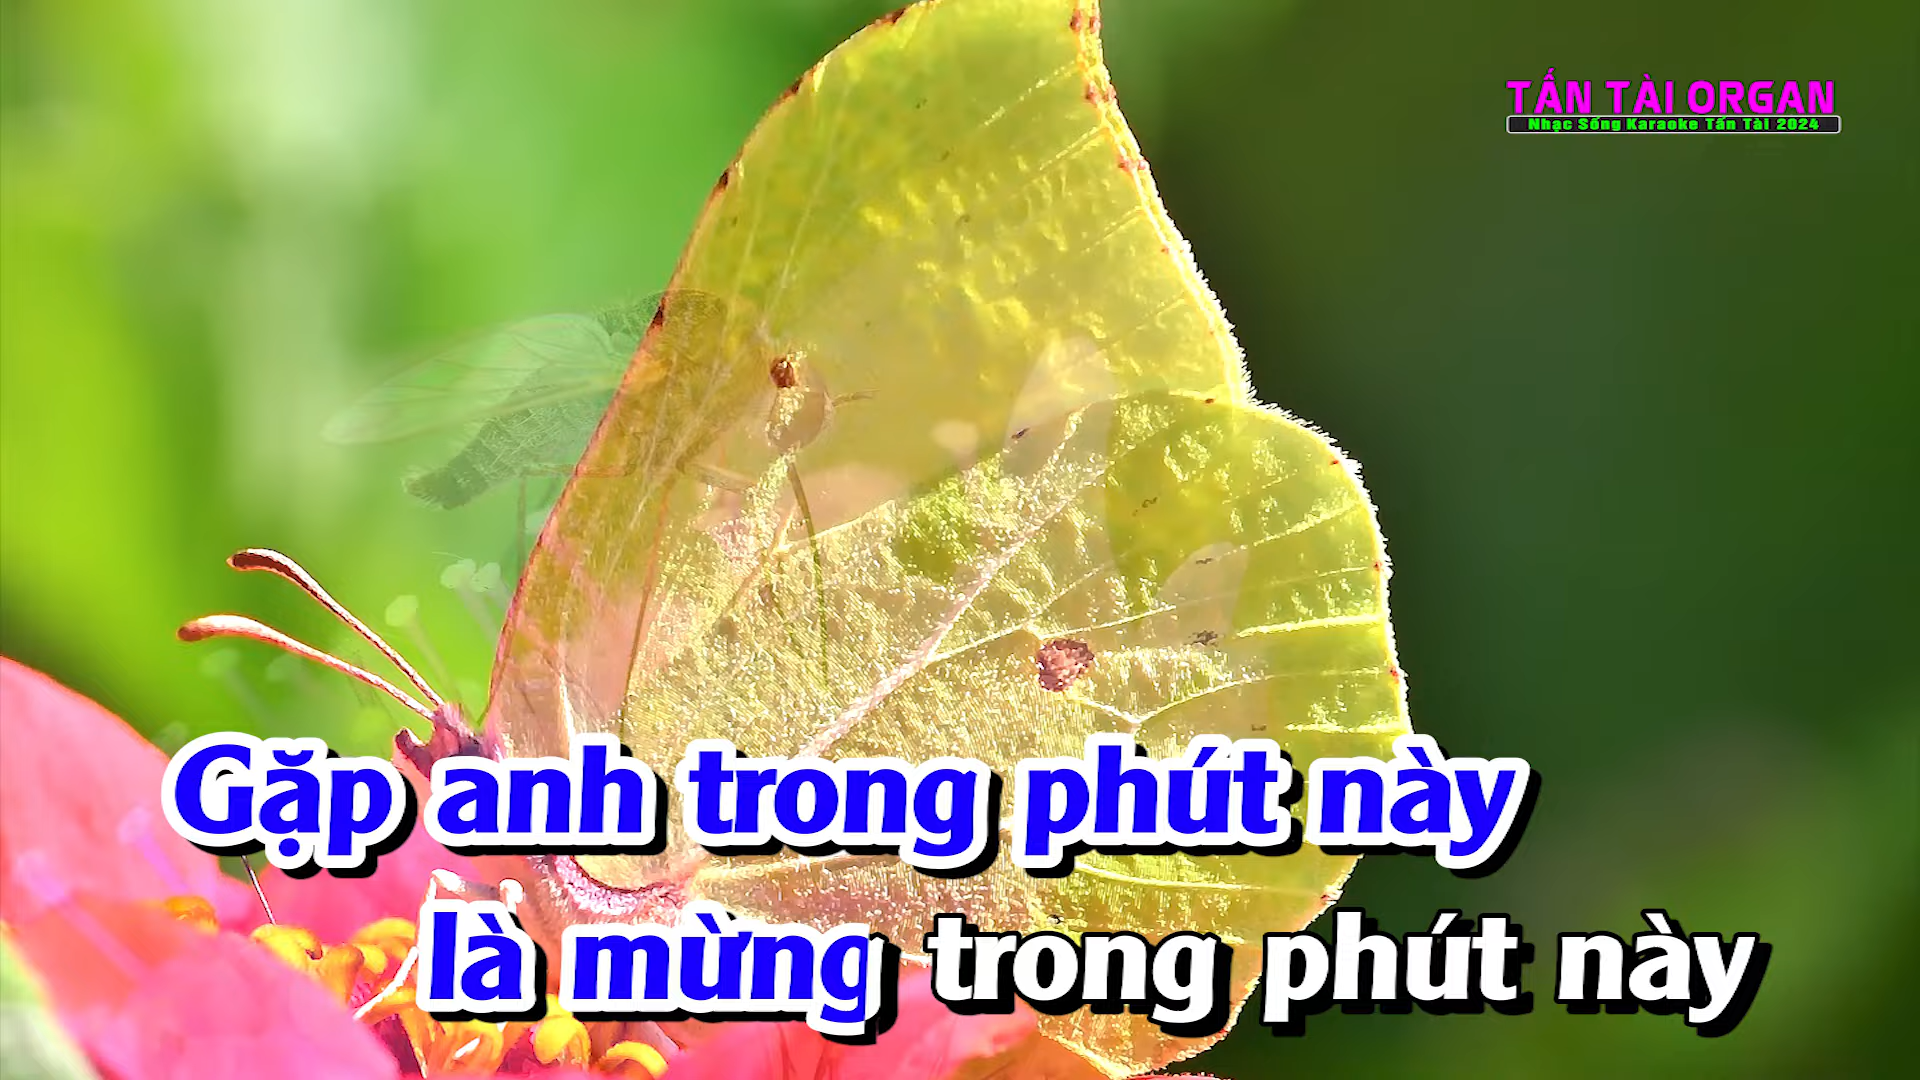 TẤN TÀI ORGAN
Nhạc Sống Karaoke Tấn Tài 2024
Gặp anh trong phút này
là mừng trong phút này